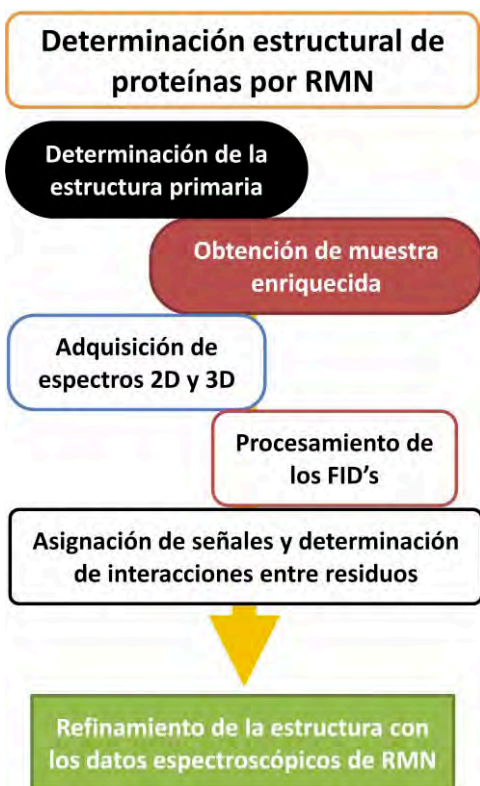 Determinación estructural de
proteínas por RMN
Determinación de la
estructura primaria
Obtención de muestra
enriquecida
Adquisición de
espectros 2D y 3D
Procesamiento de
los FID's
Asignación de señales y determinación
de interacciones entre residuos
Refinamiento de la estructura con
los datos espectroscópicos de RMN